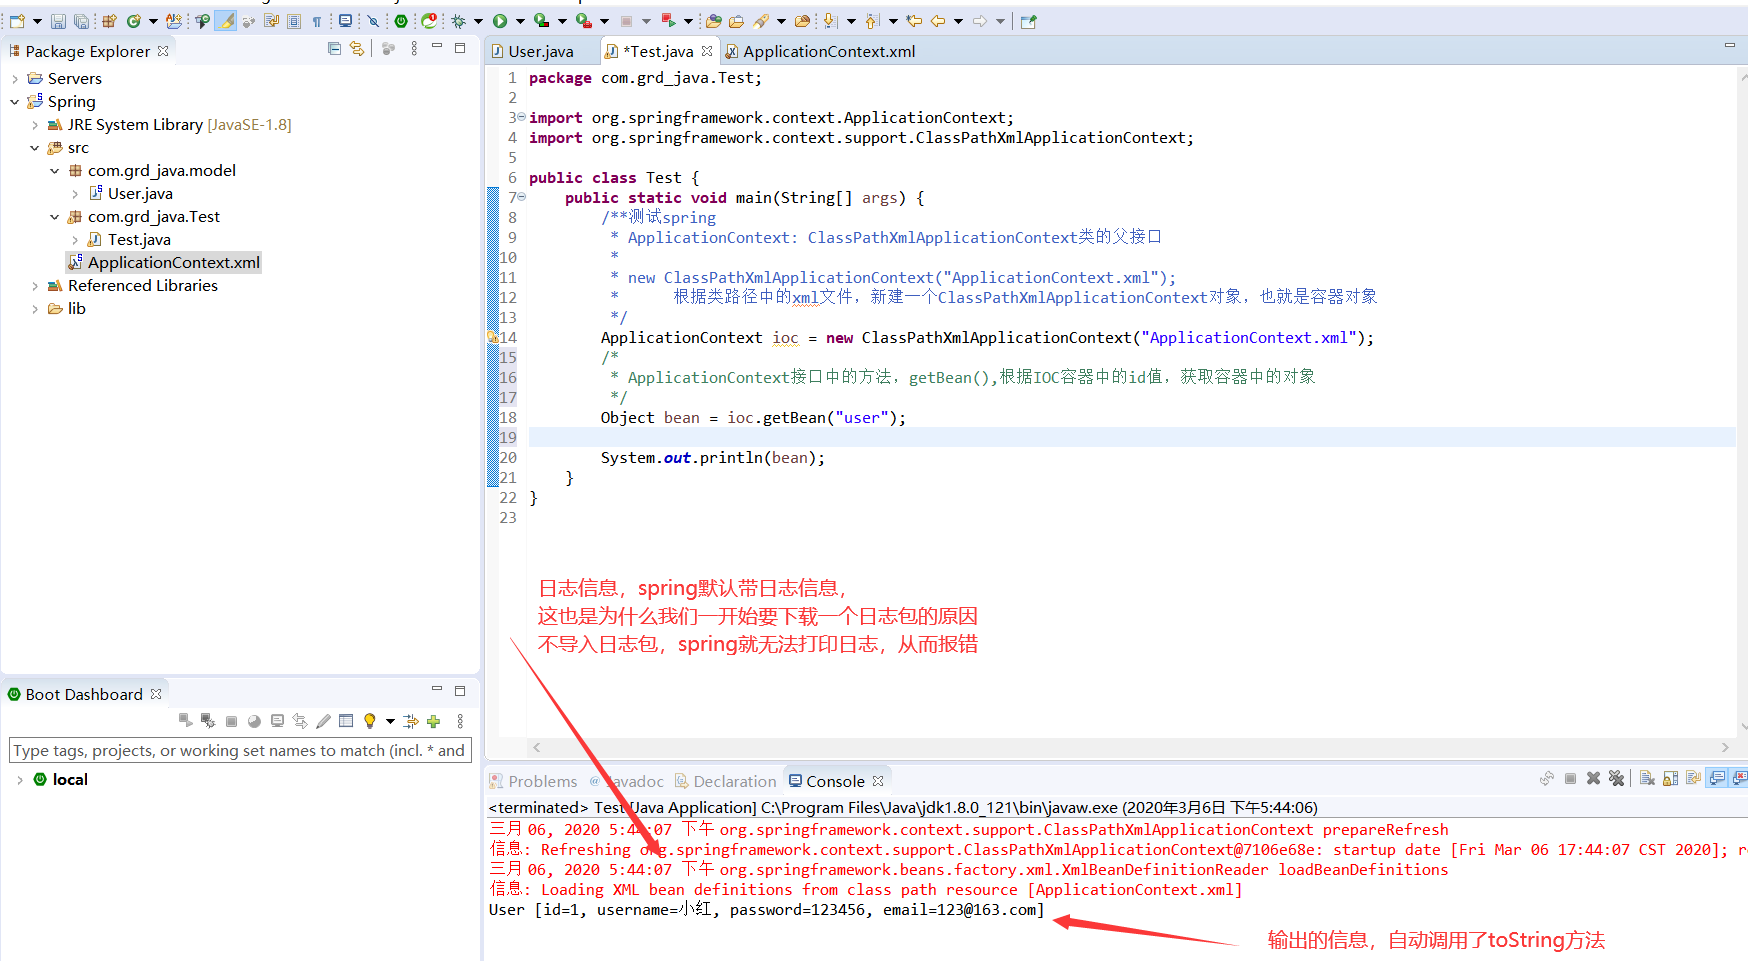 Package Explorer
Servers
Spring
JRE System Library [JavaSE-1.8]
src
com.grd_java.model
User.java
com.grd_java.Test
Test.java
ApplicationContext.xml
Referenced Libraries
lib
Boot Dashboard
Type tags, projects, or working set names to match (incl. * and
local
User.java
*Test.java
ApplicationContext.xml
1 package com.grd_java.Test;
2
3 import org.springframework.context.ApplicationContext;
4 import org.springframework.context.support.ClassPathXmlApplicationContext;
5
6 public class Test {
7 public static void main(String[] args) {
8 /**测试spring
9 * ApplicationContext: ClassPathXmlApplicationContext类的父接口
10 *
11 * new ClassPathXmlApplicationContext("ApplicationContext.xml");
12 * 根据类路径中的xml文件，新建一个ClassPathXmlApplicationContext对象，也就是容器对象
13 */
14 ApplicationContext ioc = new ClassPathXmlApplicationContext("ApplicationContext.xml");
15 /*
16 * ApplicationContext接口中的方法，getBean(),根据IOC容器中的id值，获取容器中的对象
17 */
18 Object bean = ioc.getBean("user");
19
20 System.out.println(bean);
21 }
22 }
23
日志信息，spring默认带日志信息，
这也是为什么我们一开始要下载一个日志包的原因
不导入日志包，spring就无法打印日志，从而报错
Problems
Javadoc
Declaration
Console
<terminated> Test [Java Application] C:\Program Files\Java\jdk1.8.0_121\bin\javaw.exe (2020年3月6日 下午5:44:06)
三月 06, 2020 5:44:07 下午 org.springframework.context.support.ClassPathXmlApplicationContext prepareRefresh
信息: Refreshing org.springframework.context.support.ClassPathXmlApplicationContext@7106e68e: startup date [Fri Mar 06 17:44:07 CST 2020];
三月 06, 2020 5:44:07 下午 org.springframework.beans.factory.xml.XmlBeanDefinitionReader loadBeanDefinitions
信息: Loading XML bean definitions from class path resource [ApplicationContext.xml]
User [id=1, username=小红, password=123456, email=123@163.com]
输出的信息，自动调用了toString方法